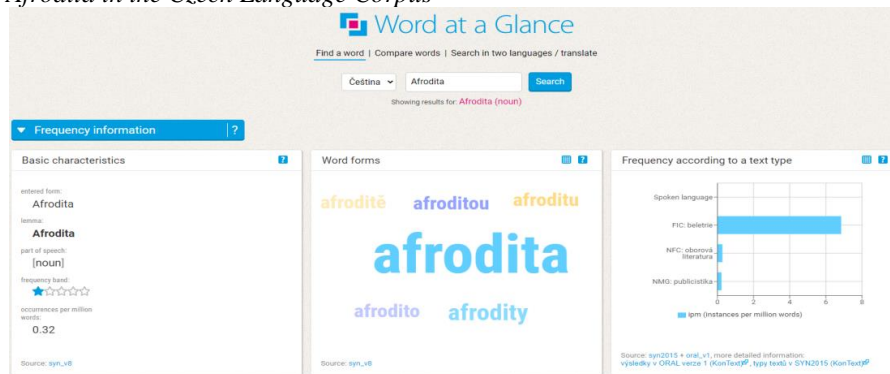 Afrodita in the Czech Language Corpus
Word at a Glance
Find a word | Compare words | Search in two languages / translate
Čeština Afrodita Search
Showing results for: Afrodita (noun)
Frequency information ?
Basic characteristics ?
entered form:
Afrodita
lemma:
Afrodita
part of speech:
[noun]
frequency band:
occurrences per million
words:
0.32
Source: syn_v8
Word forms ?
afroditě afroditou afroditu
afrodita
afrodito afrodity
Source: syn_v8
Frequency according to a text type ?
Spoken language
FIC: beletrie
NFC: oborová
literatura
NMG: publicistika
0 2 4 6 8
ipm (instances per million words)
Source: syn2015 + oral_v1, more detailed information:
výsledky v ORAL verze 1 (KonText), typy textů v SYN2015 (KonText)